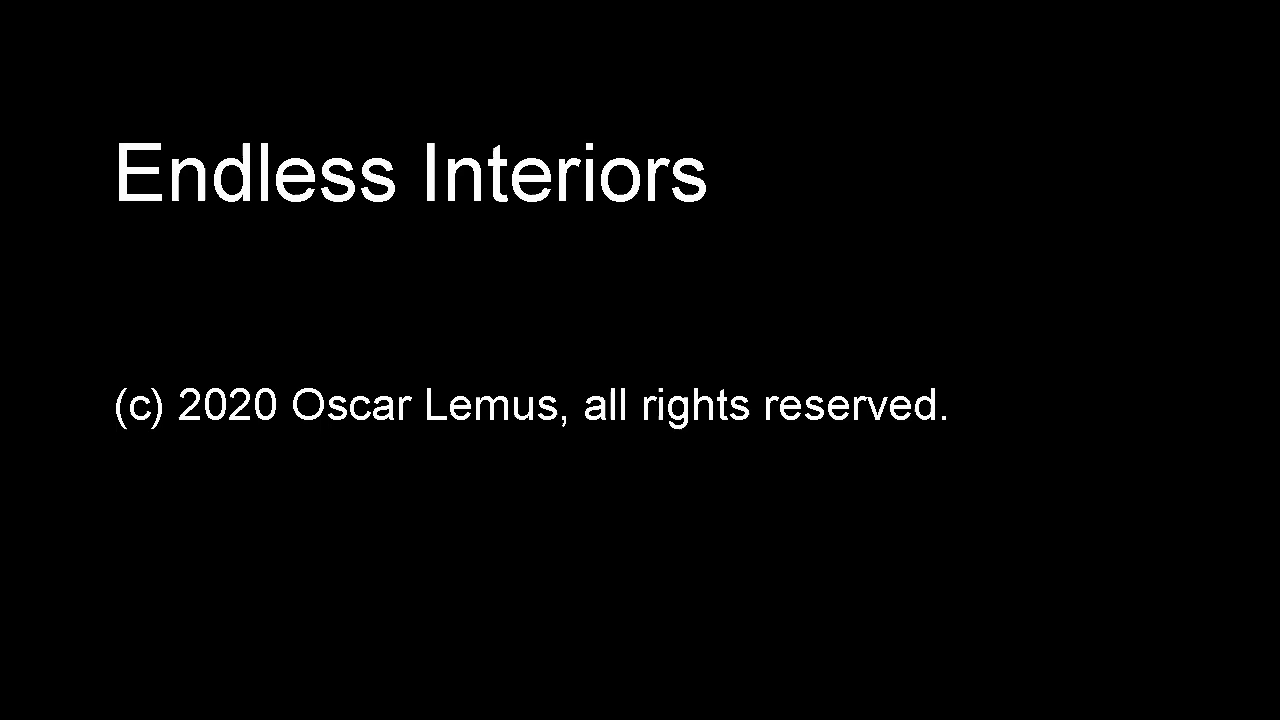 Endless Interiors
(c) 2020 Oscar Lemus, all rights reserved.